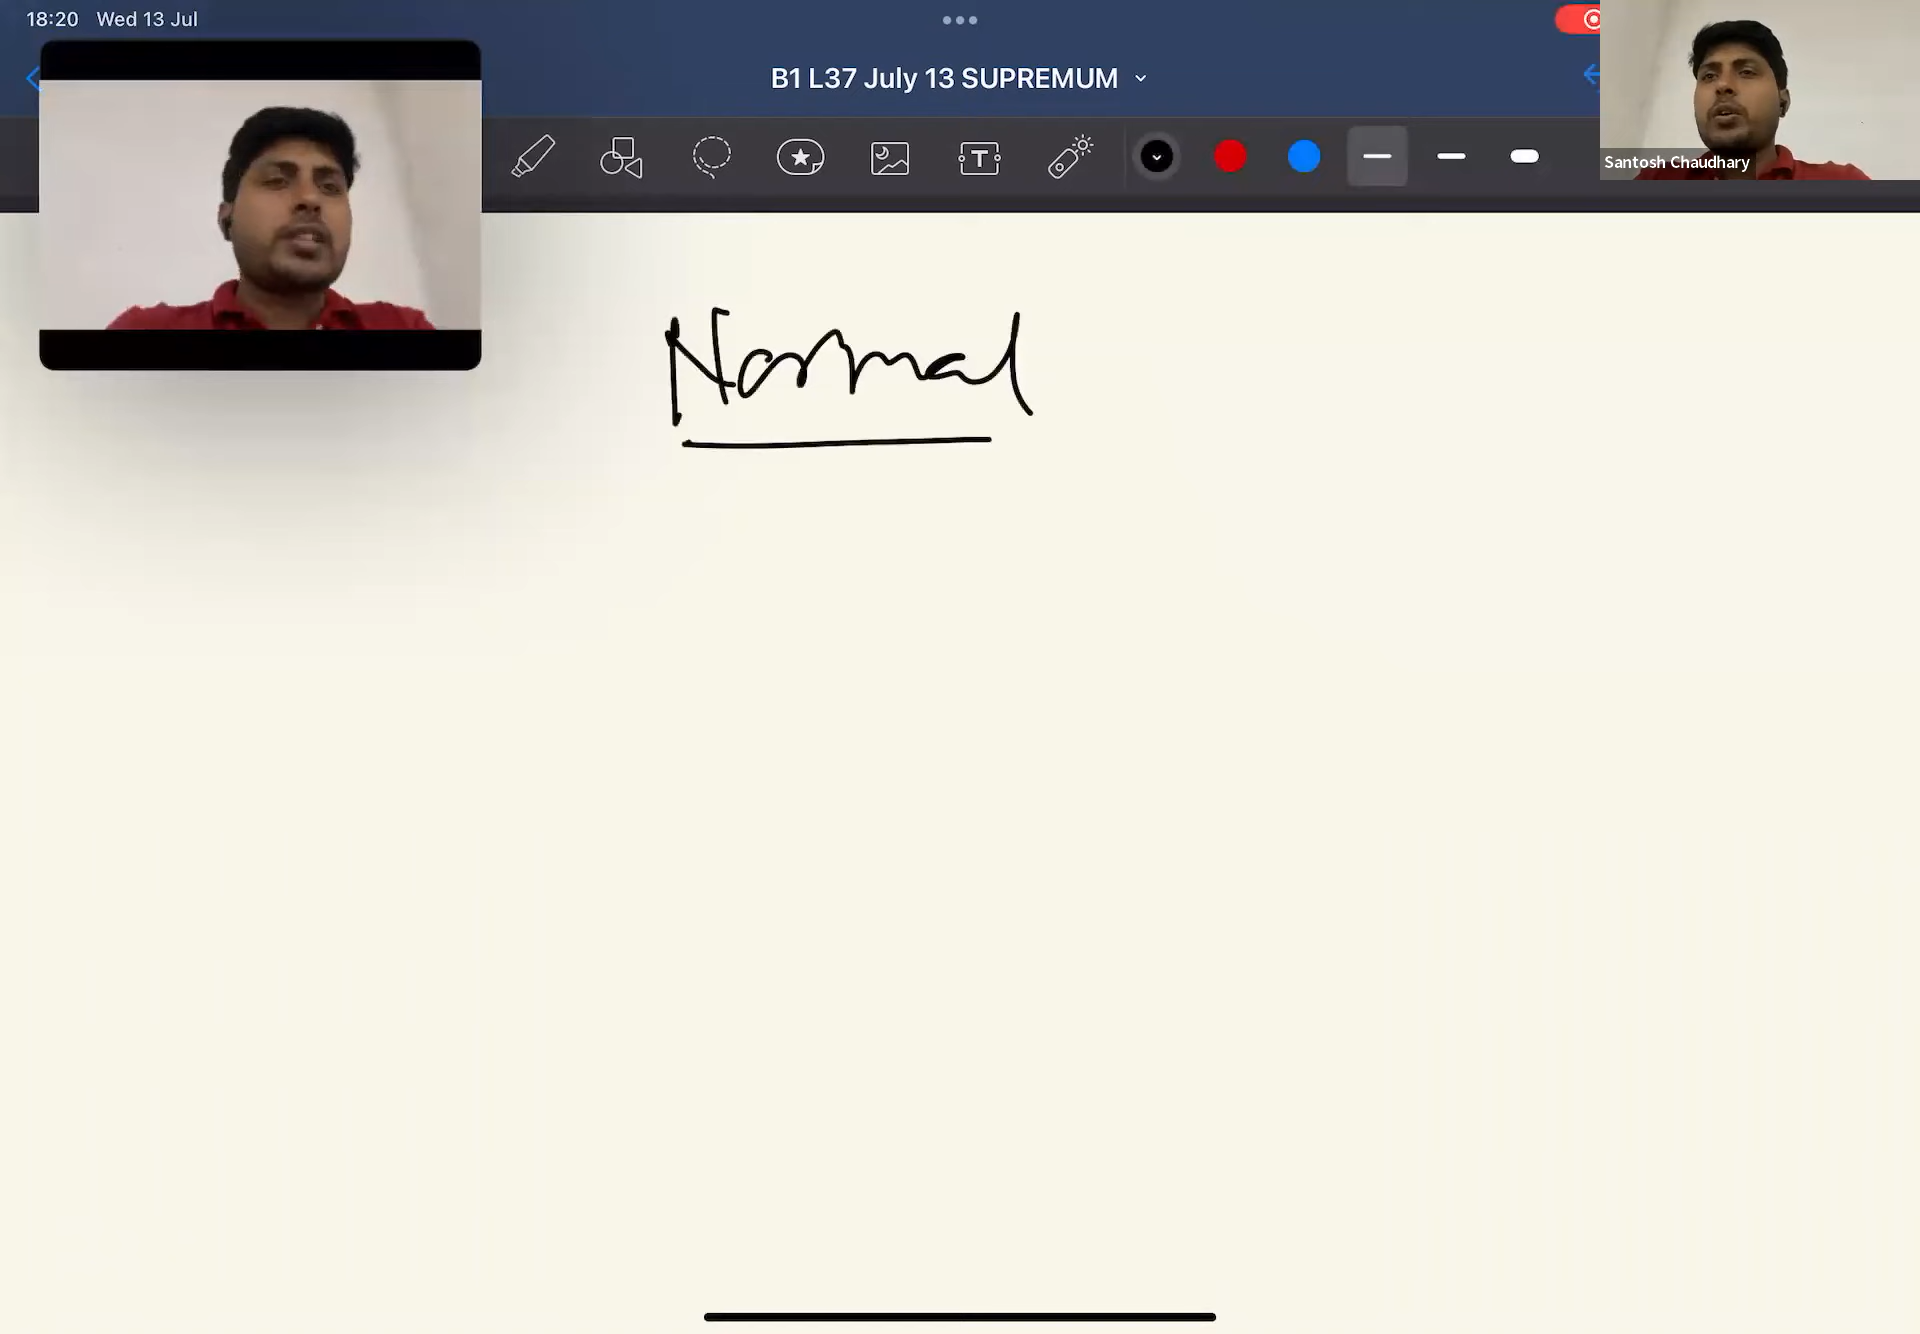 18:20 Wed 13 Jul
B1 L37 July 13 SUPREMUM
T
Santosh Chaudhary
Normal